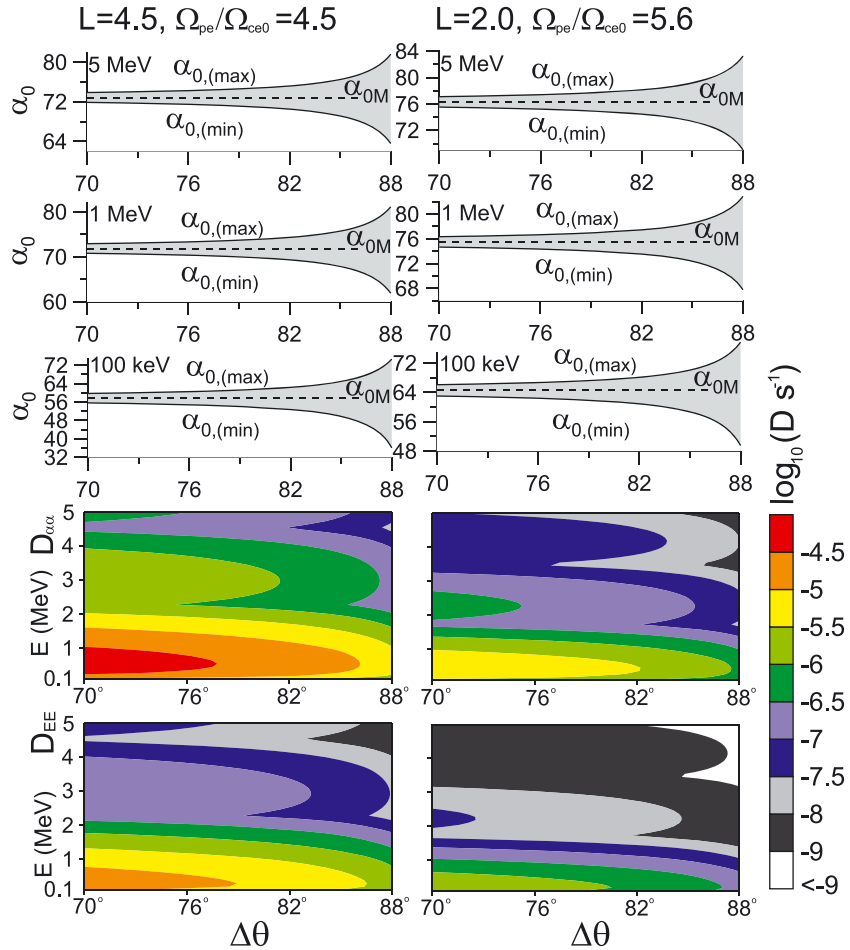 L=4.5, Ωpe/Ωce0 =4.5
L=2.0, Ωpe/Ωce0 =5.6
α0
80
72
64
5 MeV
α0,(max)
α0M
α0,(min)
70 76 82 88
84
80
76
72
5 MeV
α0,(max)
α0M
α0,(min)
70 76 82 88
α0
80
70
60
1 MeV
α0,(max)
α0M
α0,(min)
70 76 82 88
80
76
72
68
1 MeV
α0,(max)
α0M
α0,(min)
70 76 82 88
α0
72
64
56
48
40
32
100 keV
α0,(max)
α0M
α0,(min)
70 76 82 88
72
64
56
48
100 keV
α0,(max)
α0M
α0,(min)
70 76 82 88
E (MeV) Dαα
5
4
3
2
1
0.1
70° 76° 82° 88°
70° 76° 82° 88°
E (MeV) DEE
5
4
3
2
1
0.1
70° 76° 82° 88°
Δθ
70° 76° 82° 88°
Δθ
log10 (D s-1)
-4.5
-5
-5.5
-6
-6.5
-7
-7.5
-8
-9
<-9